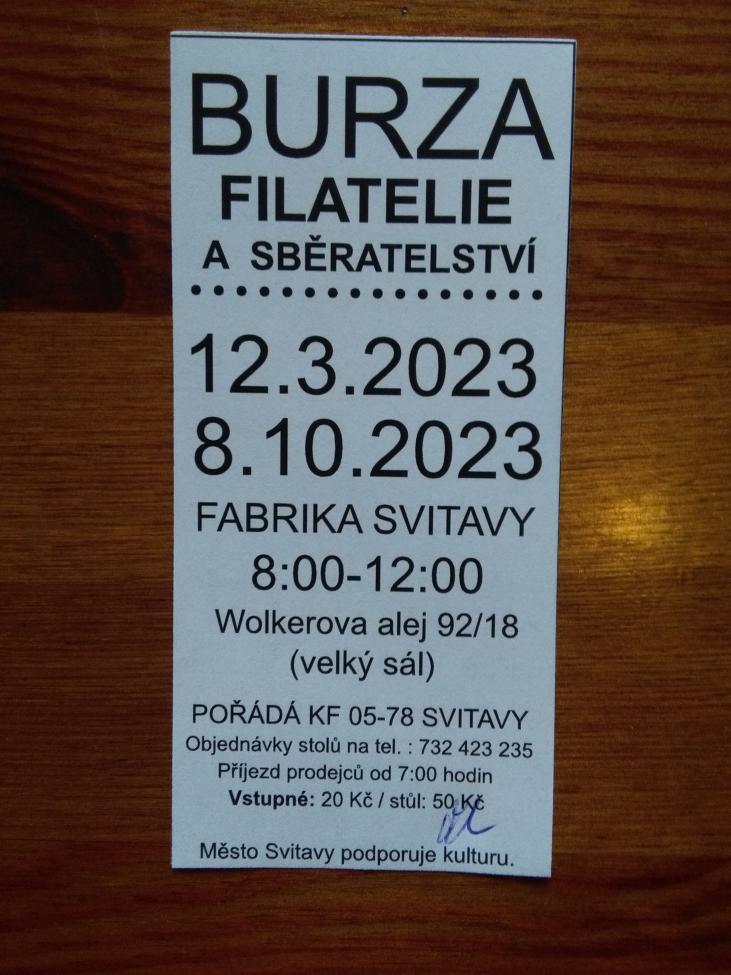 BURZA
FILATELIE
A SBĚRATELSTVÍ
12.3.2023
8.10.2023
FABRIKA SVITAVY
8:00-12:00
Wolkerova alej 92/18
(velký sál)
POŘÁDÁ KF 05-78 SVITAVY
Objednávky stolů na tel. : 732 423 235
Příjezd prodejců od 7:00 hodin
Vstupné: 20 Kč / stůl: 50 Kč
Město Svitavy podporuje kulturu.